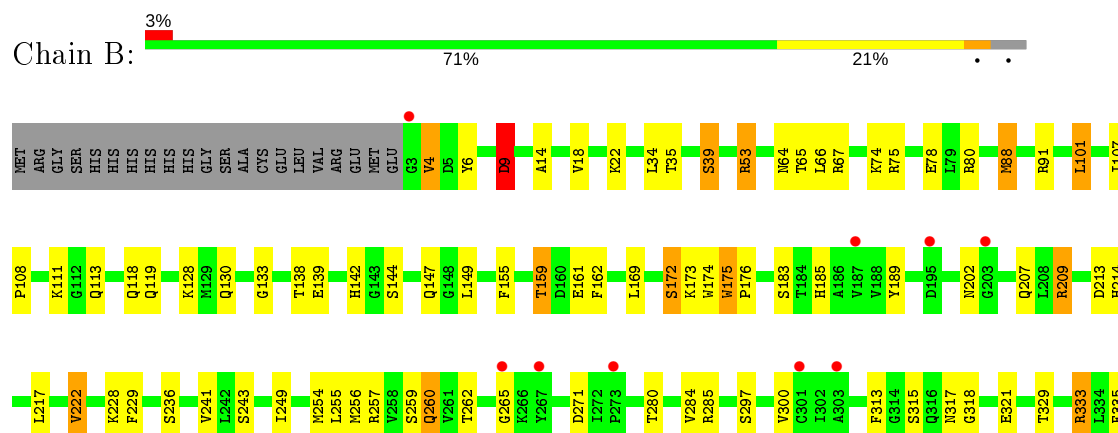 3%
Chain B:
71% 21% • •
MET ARG GLY SER HIS HIS HIS HIS HIS HIS GLY SER ALA CYS GLU LEU VAL ARG GLU MET GLU G3 V4 D5 Y6 D9 A14 V18 K22 L34 T35 S39 R53 N64 T65 L66 R67 K74 R75 E78 L79 R80 M88 R91 L101 I107
P108 K111 G112 Q113 Q118 Q119 K128 M129 Q130 G133 T138 E139 H142 G143 S144 Q147 G148 L149 F155 T159 D160 E161 F162 L169 S172 K173 W174 W175 P176 S183 T184 H185 A186 V187 V188 Y189 D195 N202 G203 Q207 L208 R209 D213 H214
L217 V222 K228 F229 S236 V241 L242 S243 I249 M254 L255 M256 R257 V258 S259 Q260 V261 T262 G265 K266 Y267 D271 I272 P273 T280 V284 R285 S297 V300 C301 I302 A303 F313 G314 S315 Q316 N317 G318 E321 T329 R333 L334 E335